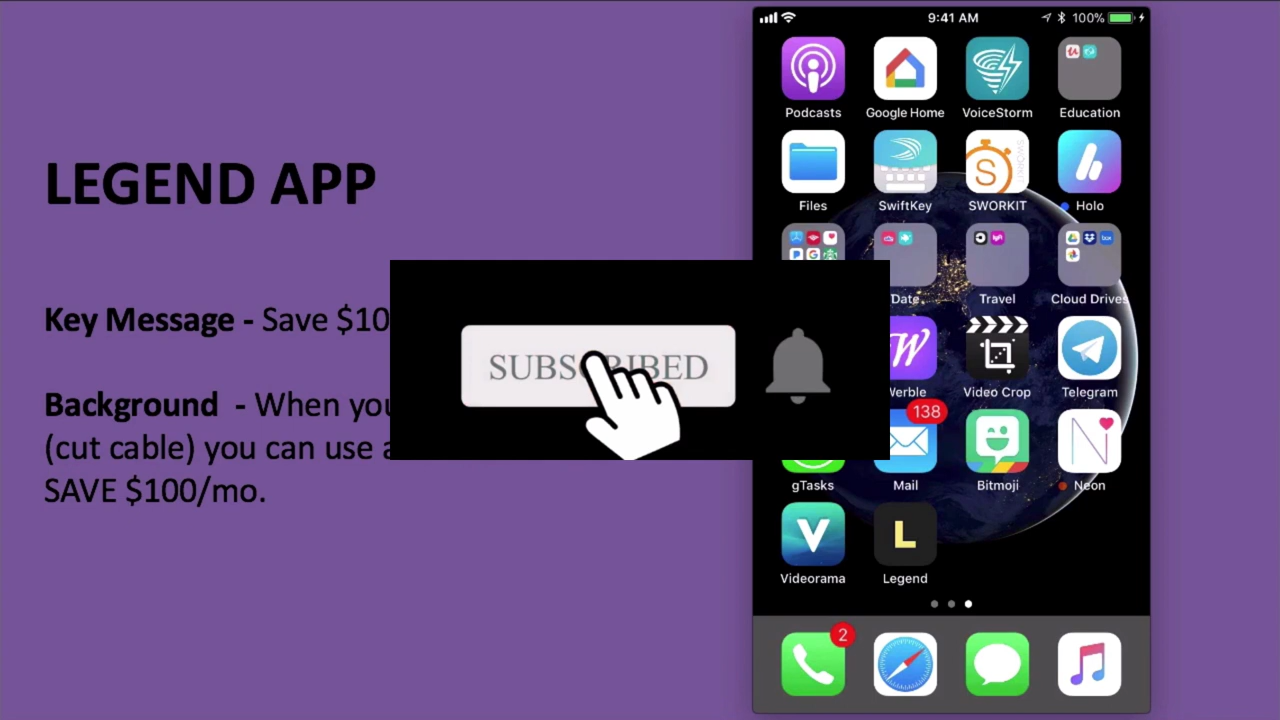 9:41 AM
100%
Podcasts
Google Home
VoiceStorm
Education
LEGEND APP
Files
SwiftKey
SWORKIT
Holo
Date
Travel
Cloud Drives
Key Message - Save $10
SUBSCRIBED
Werble
Video Crop
Telegram
Background - When you
(cut cable) you can use a
SAVE $100/mo.
138
gTasks
Mail
Bitmoji
Neon
V
L
Videorama
Legend
2